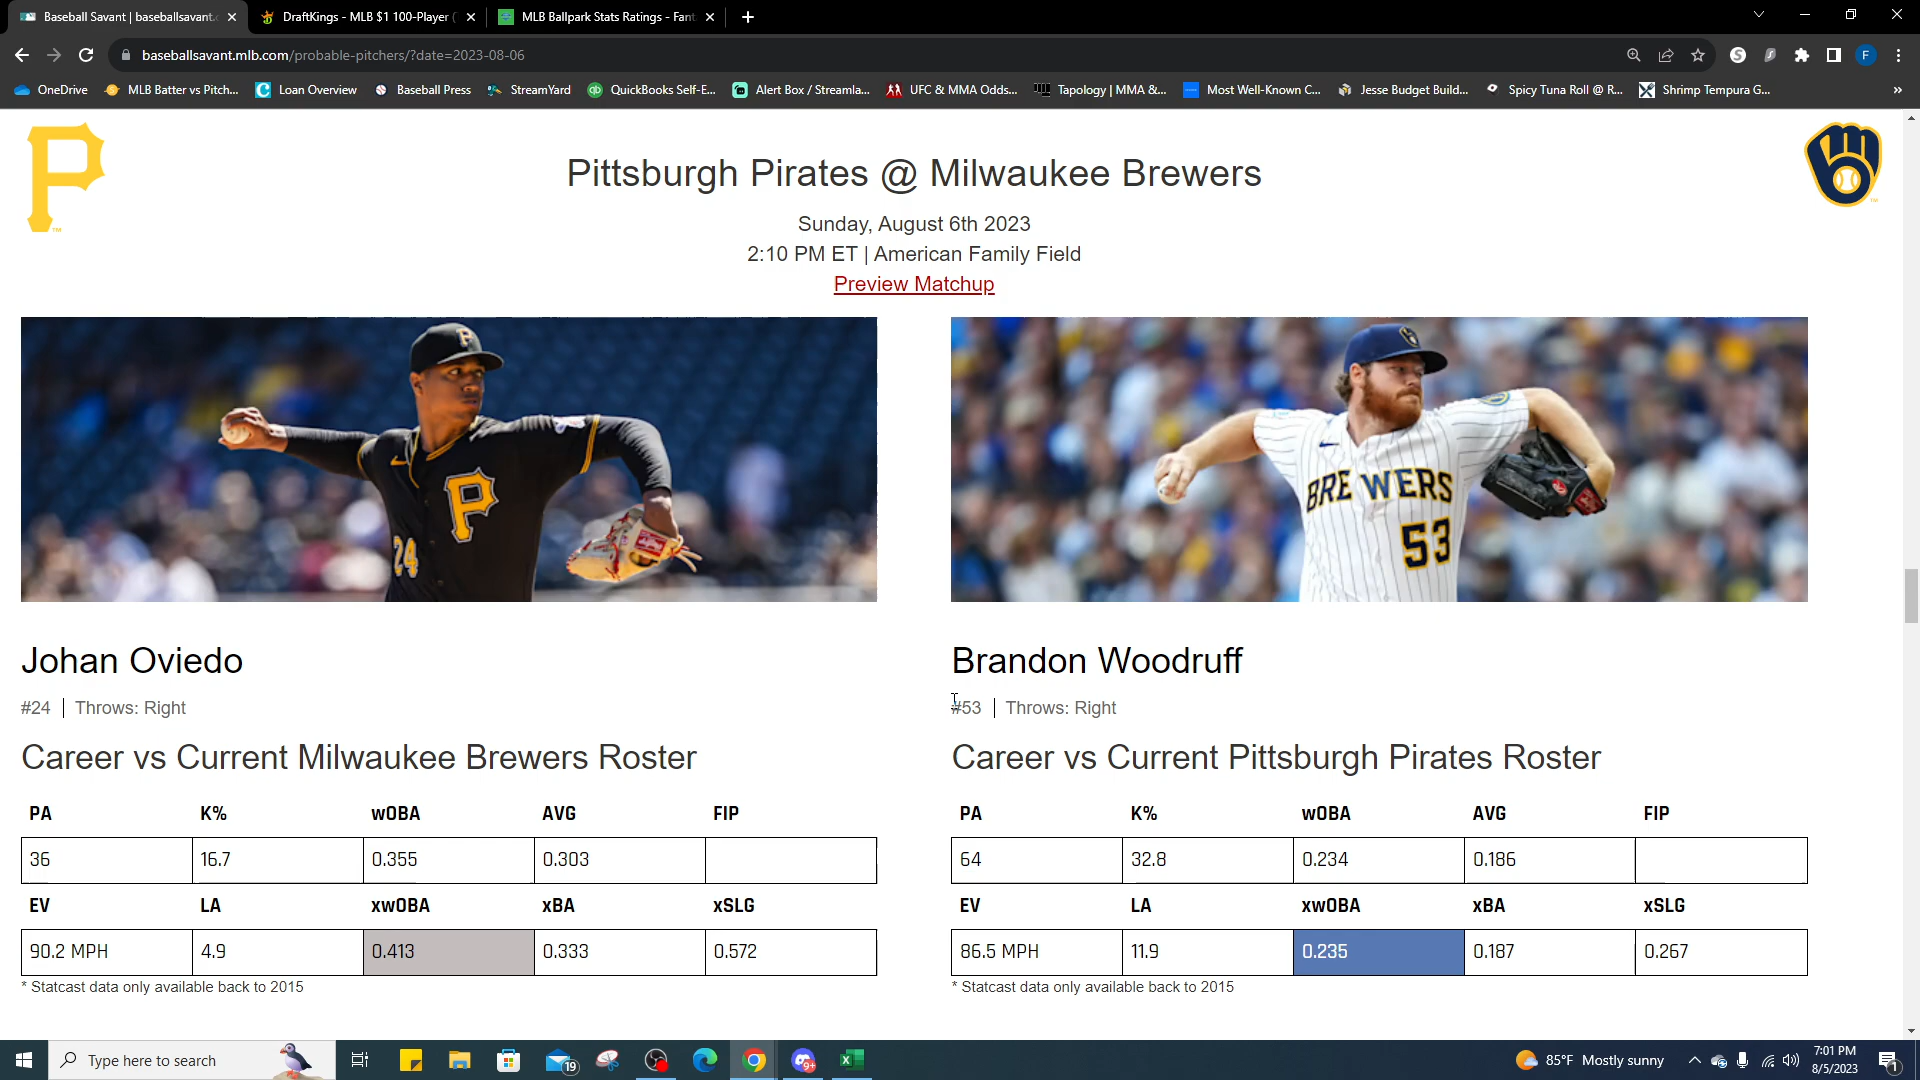 Baseball Savant | baseballsavant.
DraftKings - MLB $1 100-Player (
MLB Ballpark Stats Ratings - Fant
baseballsavant.mlb.com/probable-pitchers/?date=2023-08-06
F
OneDrive
MLB Batter vs Pitch...
Loan Overview
Baseball Press
StreamYard
QuickBooks Self-E...
Alert Box / Streamla...
UFC & MMA Odds...
Tapology | MMA &...
Most Well-Known C...
Jesse Budget Build...
Spicy Tuna Roll @ R...
Shrimp Tempura G...
»
P
Pittsburgh Pirates @ Milwaukee Brewers
Sunday, August 6th 2023
2:10 PM ET | American Family Field
Preview Matchup
P
P
24
BREWERS
53
Johan Oviedo
#24 | Throws: Right
Career vs Current Milwaukee Brewers Roster
PA K% wOBA AVG FIP
36 16.7 0.355 0.303
EV LA xwOBA xBA xSLG
90.2 MPH 4.9 0.413 0.333 0.572
* Statcast data only available back to 2015
Brandon Woodruff
#53 | Throws: Right
Career vs Current Pittsburgh Pirates Roster
PA K% wOBA AVG FIP
64 32.8 0.234 0.186
EV LA xwOBA xBA xSLG
86.5 MPH 11.9 0.235 0.187 0.267
* Statcast data only available back to 2015
Type here to search
19
9+
85°F Mostly sunny
7:01 PM
8/5/2023
1